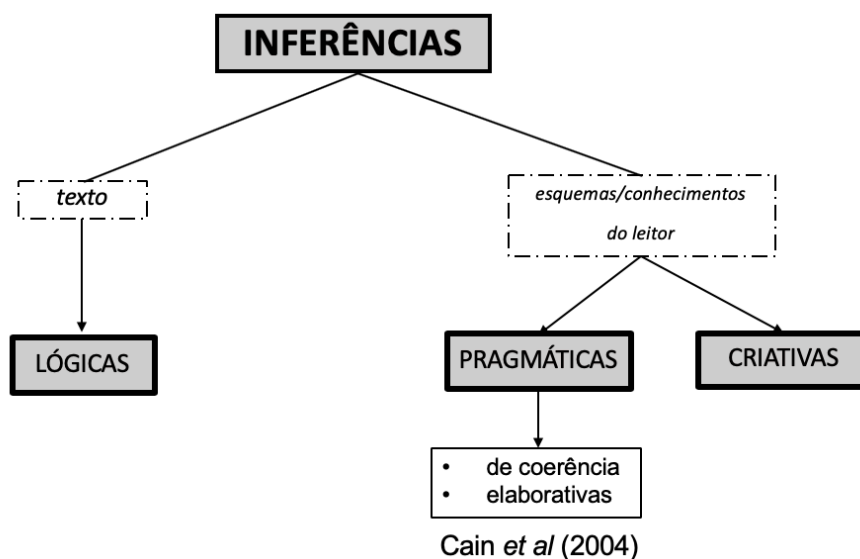 INFERÊNCIAS
texto
esquemas/conhecimentos
do leitor
LÓGICAS
PRAGMÁTICAS
CRIATIVAS
• de coerência
• elaborativas
Cain et al (2004)